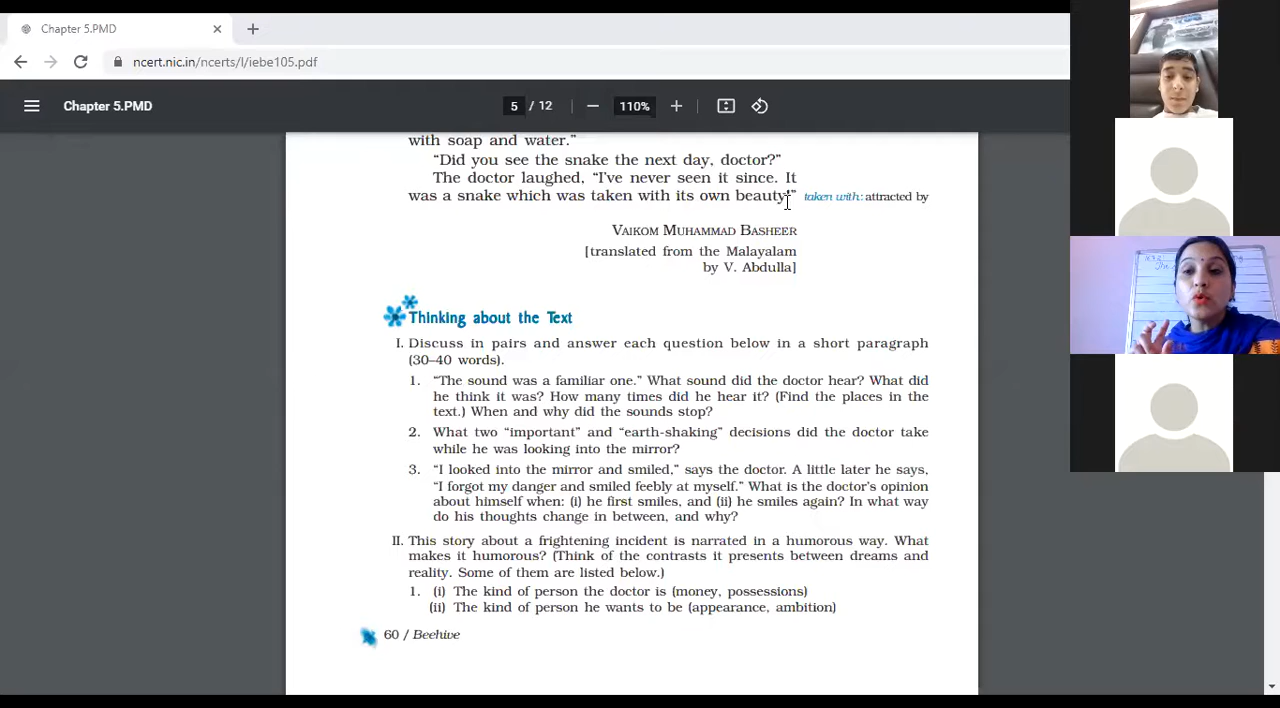 Chapter 5.PMD
ncert.nic.in/ncerts/l/iebe105.pdf
Chapter 5.PMD
5 / 12
110%
with soap and water.”
“Did you see the snake the next day, doctor?”
The doctor laughed, “I’ve never seen it since. It
was a snake which was taken with its own beauty!”
taken with: attracted by
VAIKOM MUHAMMAD BASHEER
[translated from the Malayalam
by V. Abdulla]
Thinking about the Text
I. Discuss in pairs and answer each question below in a short paragraph
(30–40 words).
1. “The sound was a familiar one.” What sound did the doctor hear? What did
he think it was? How many times did he hear it? (Find the places in the
text.) When and why did the sounds stop?
2. What two “important” and “earth-shaking” decisions did the doctor take
while he was looking into the mirror?
3. “I looked into the mirror and smiled,” says the doctor. A little later he says,
“I forgot my danger and smiled feebly at myself.” What is the doctor’s opinion
about himself when: (i) he first smiles, and (ii) he smiles again? In what way
do his thoughts change in between, and why?
II. This story about a frightening incident is narrated in a humorous way. What
makes it humorous? (Think of the contrasts it presents between dreams and
reality. Some of them are listed below.)
1. (i) The kind of person the doctor is (money, possessions)
(ii) The kind of person he wants to be (appearance, ambition)
60 / Beehive